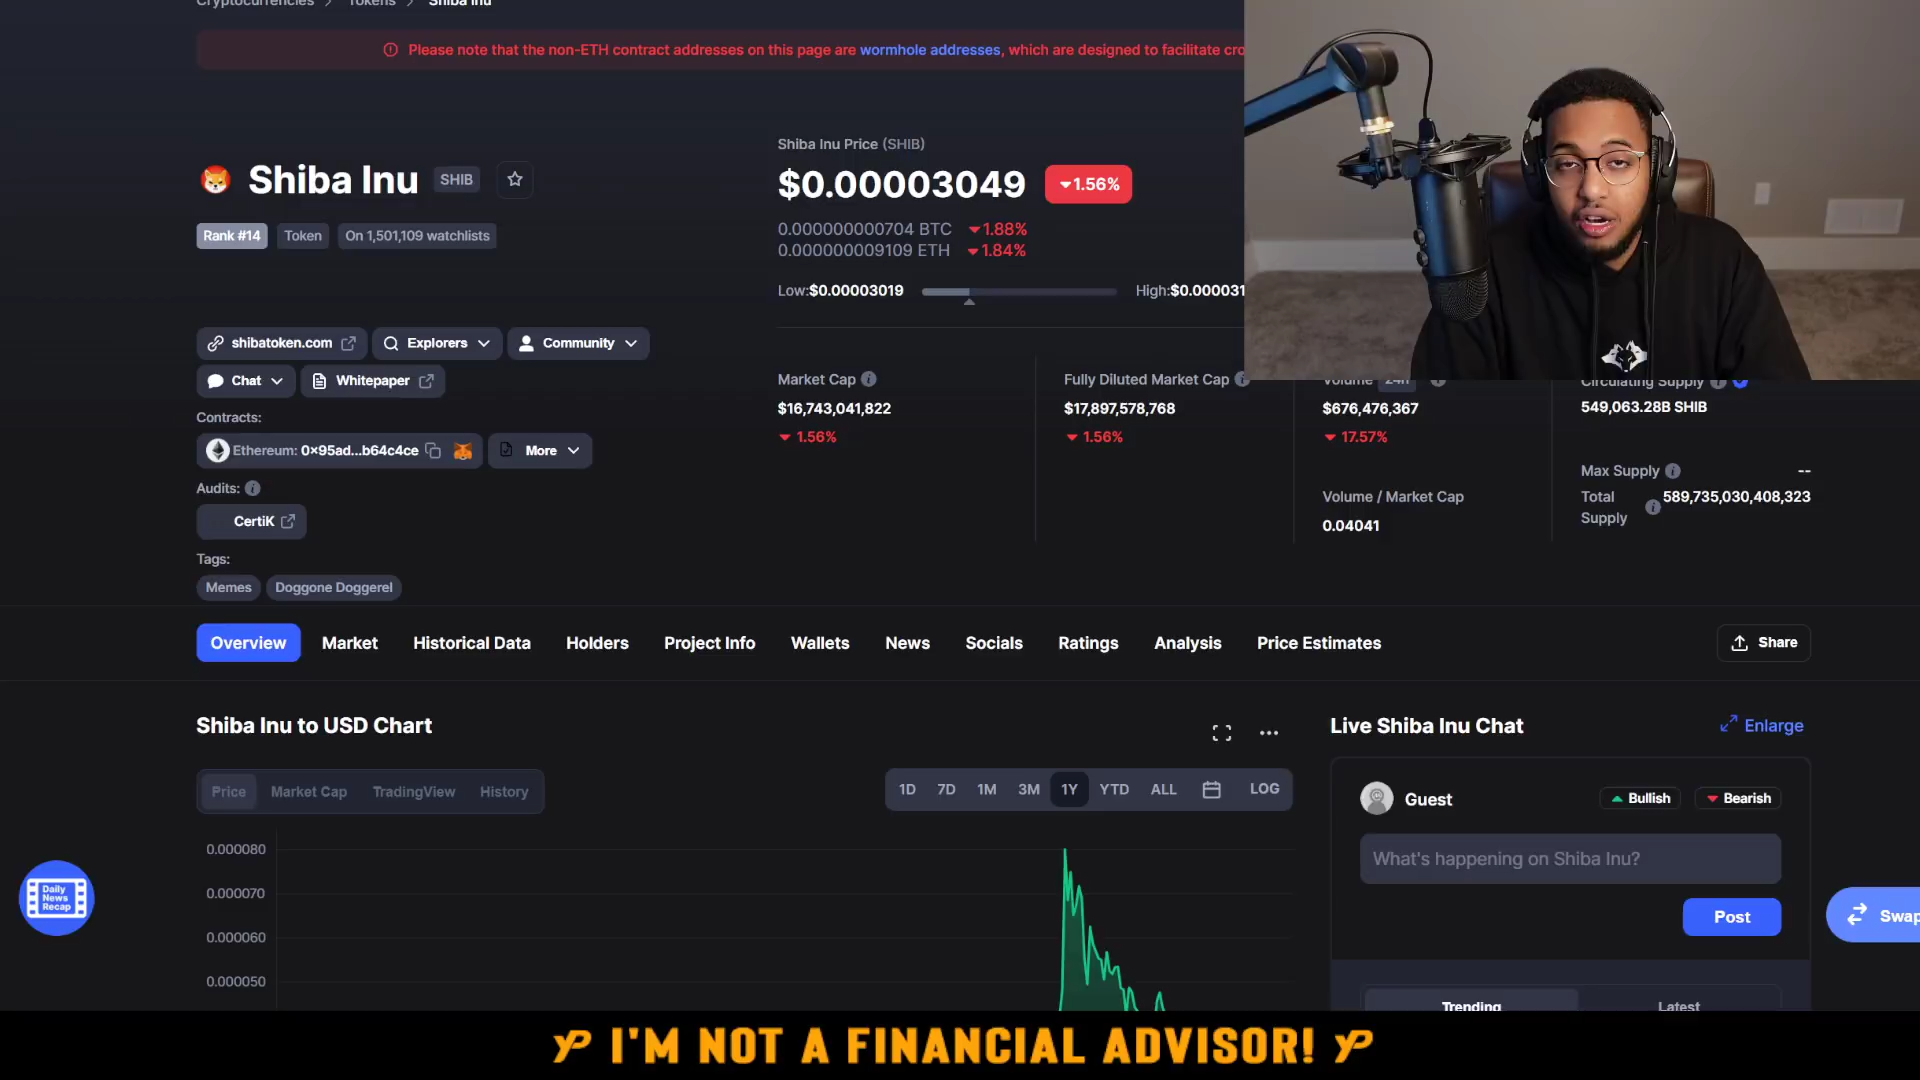 Cryptocurrencies > Tokens > Shiba Inu
Please note that the non-ETH contract addresses on this page are wormhole addresses, which are designed to facilitate cro
Shiba Inu SHIB
Rank #14 Token On 1,501,109 watchlists
shibatoken.com Explorers Community
Chat Whitepaper
Contracts:
Ethereum: 0x95ad...b64c4ce More
Audits:
CertiK
Tags:
Memes Doggone Doggerel
Shiba Inu Price (SHIB)
$0.00003049 1.56%
0.000000000704 BTC 1.88%
0.000000009109 ETH 1.84%
Low:$0.00003019 High:$0.000031
Market Cap
$16,743,041,822
1.56%
Fully Diluted Market Cap
$17,897,578,768
1.56%
Volume 24h
$676,476,367
17.57%
Volume / Market Cap
0.04041
Circulating Supply
549,063.28B SHIB
Max Supply --
Total Supply 589,735,030,408,323
Overview Market Historical Data Holders Project Info Wallets News Socials Ratings Analysis Price Estimates Share
Shiba Inu to USD Chart
Price Market Cap TradingView History
1D 7D 1M 3M 1Y YTD ALL LOG
0.000080
0.000070
0.000060
0.000050
Daily
News
Recap
Live Shiba Inu Chat Enlarge
Guest Bullish Bearish
What's happening on Shiba Inu?
Post
Swap
Trending Latest
I'M NOT A FINANCIAL ADVISOR!